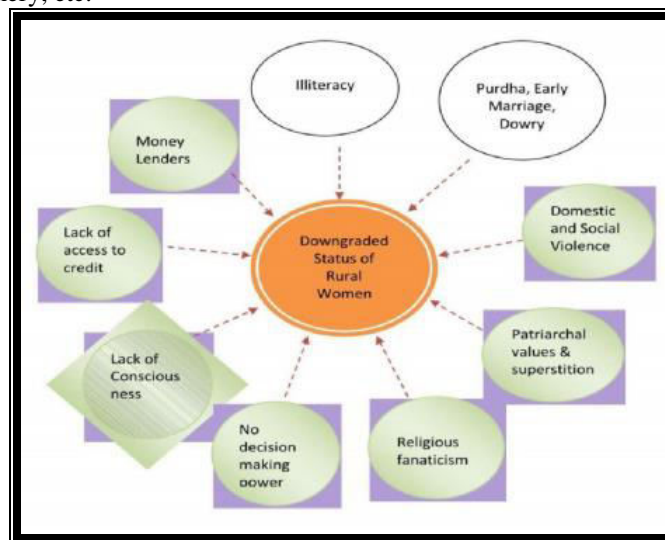 Illiteracy
Purdha, Early
Marriage,
Dowry
Money
Lenders
Domestic
and Social
Violence
Lack of
access to
credit
Downgraded
Status of
Rural
Women
Patriarchal
values &
superstition
Lack of
Conscious
ness
No
decision
making
power
Religious
fanaticism